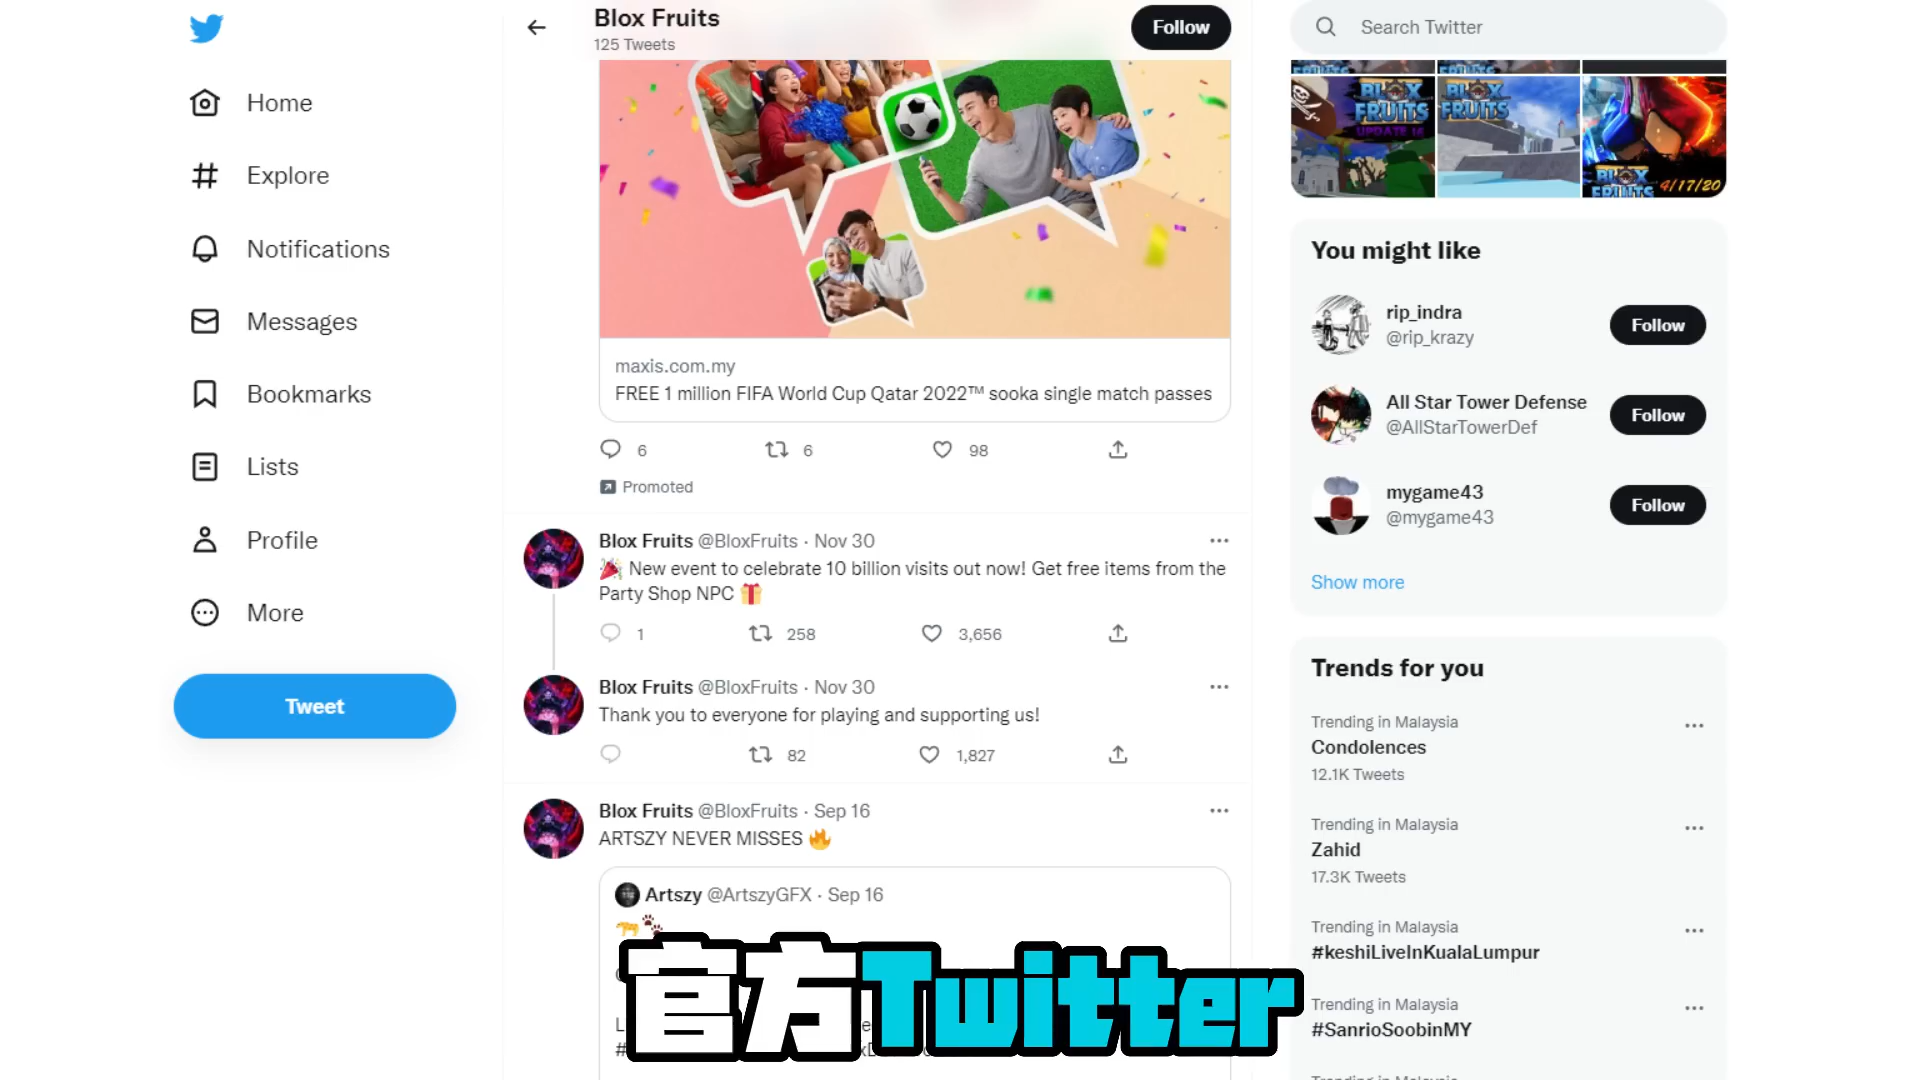 Home
Explore
Notifications
Messages
Bookmarks
Lists
Profile
More
Tweet
Blox Fruits
125 Tweets
Follow
maxis.com.my
FREE 1 million FIFA World Cup Qatar 2022™ sooka single match passes
6 6 98
Promoted
Blox Fruits @BloxFruits · Nov 30
🎉 New event to celebrate 10 billion visits out now! Get free items from the
Party Shop NPC 🎁
1 258 3,656
Blox Fruits @BloxFruits · Nov 30
Thank you to everyone for playing and supporting us!
82 1,827
Blox Fruits @BloxFruits · Sep 16
ARTSZY NEVER MISSES 🔥
Artszy @ArtszyGFX · Sep 16
🐆🐾
官方Twitter
Search Twitter
BLOX
FRUITS
UPDATE 16
BLOX
FRUITS
BLOX
FRUITS
4/17/20
You might like
rip_indra
@rip_krazy
Follow
All Star Tower Defense
@AllStarTowerDef
Follow
mygame43
@mygame43
Follow
Show more
Trends for you
Trending in Malaysia
Condolences
12.1K Tweets
Trending in Malaysia
Zahid
17.3K Tweets
Trending in Malaysia
#keshiLiveInKualaLumpur
Trending in Malaysia
#SanrioSoobinMY